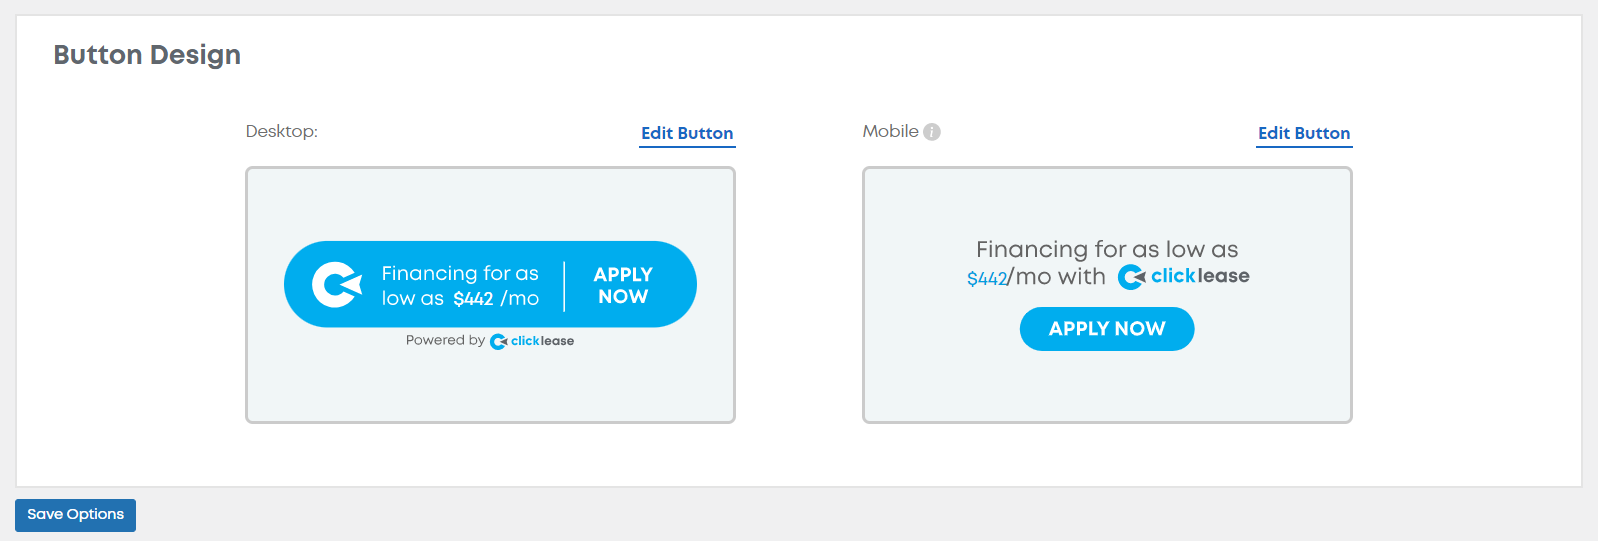 Button Design
Desktop:
Edit Button
Financing for as
low as $442 /mo
APPLY
NOW
Powered by clicklease
Mobile i
Edit Button
Financing for as low as
$442/mo with clicklease
APPLY NOW
Save Options